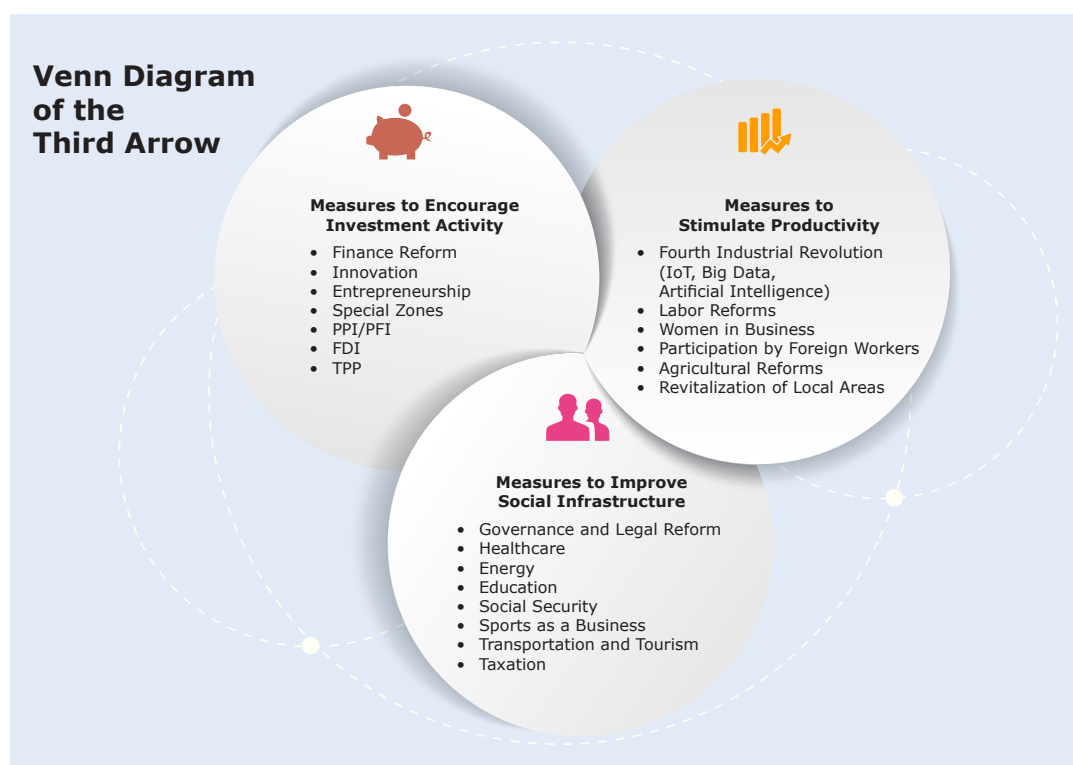 Venn Diagram
of the
Third Arrow
Measures to Encourage
Investment Activity
• Finance Reform
• Innovation
• Entrepreneurship
• Special Zones
• PPI/PFI
• FDI
• TPP
Measures to
Stimulate Productivity
• Fourth Industrial Revolution
(IoT, Big Data,
Artificial Intelligence)
• Labor Reforms
• Women in Business
• Participation by Foreign Workers
• Agricultural Reforms
• Revitalization of Local Areas
Measures to Improve
Social Infrastructure
• Governance and Legal Reform
• Healthcare
• Energy
• Education
• Social Security
• Sports as a Business
• Transportation and Tourism
• Taxation